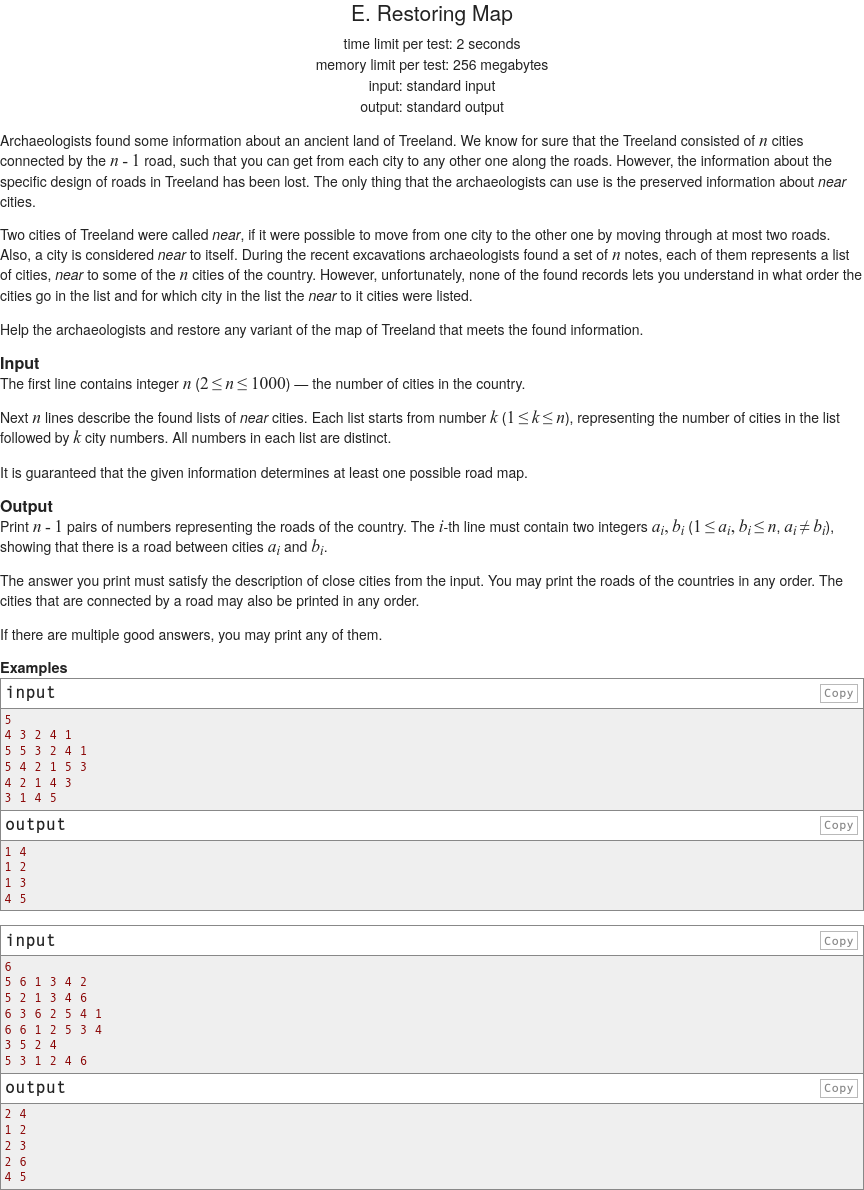 E. Restoring Map
time limit per test: 2 seconds
memory limit per test: 256 megabytes
input: standard input
output: standard output
Archaeologists found some information about an ancient land of Treeland. We know for sure that the Treeland consisted of n cities
connected by the n - 1 road, such that you can get from each city to any other one along the roads. However, the information about the
specific design of roads in Treeland has been lost. The only thing that the archaeologists can use is the preserved information about near
cities.
Two cities of Treeland were called near, if it were possible to move from one city to the other one by moving through at most two roads.
Also, a city is considered near to itself. During the recent excavations archaeologists found a set of n notes, each of them represents a list
of cities, near to some of the n cities of the country. However, unfortunately, none of the found records lets you understand in what order the
cities go in the list and for which city in the list the near to it cities were listed.
Help the archaeologists and restore any variant of the map of Treeland that meets the found information.
Input
The first line contains integer n (2 ≤ n ≤ 1000) — the number of cities in the country.
Next n lines describe the found lists of near cities. Each list starts from number k (1 ≤ k ≤ n), representing the number of cities in the list
followed by k city numbers. All numbers in each list are distinct.
It is guaranteed that the given information determines at least one possible road map.
Output
Print n - 1 pairs of numbers representing the roads of the country. The i-th line must contain two integers aᵢ, bᵢ (1 ≤ aᵢ, bᵢ ≤ n, aᵢ ≠ bᵢ),
showing that there is a road between cities aᵢ and bᵢ.
The answer you print must satisfy the description of close cities from the input. You may print the roads of the countries in any order. The
cities that are connected by a road may also be printed in any order.
If there are multiple good answers, you may print any of them.
Examples
input Copy
5
4 3 2 4 1
5 5 3 2 4 1
5 4 2 1 5 3
4 2 1 4 3
3 1 4 5
output Copy
1 4
1 2
1 3
4 5
input Copy
6
5 6 1 3 4 2
5 2 1 3 4 6
6 3 6 2 5 4 1
6 6 1 2 5 3 4
3 5 2 4
5 3 1 2 4 6
output Copy
2 4
1 2
2 3
2 6
4 5